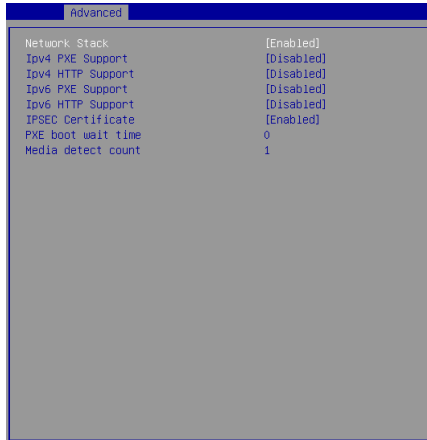 Advanced
Network Stack [Enabled]
Ipv4 PXE Support [Disabled]
Ipv4 HTTP Support [Disabled]
Ipv6 PXE Support [Disabled]
Ipv6 HTTP Support [Disabled]
IPSEC Certificate [Enabled]
PXE boot wait time 0
Media detect count 1